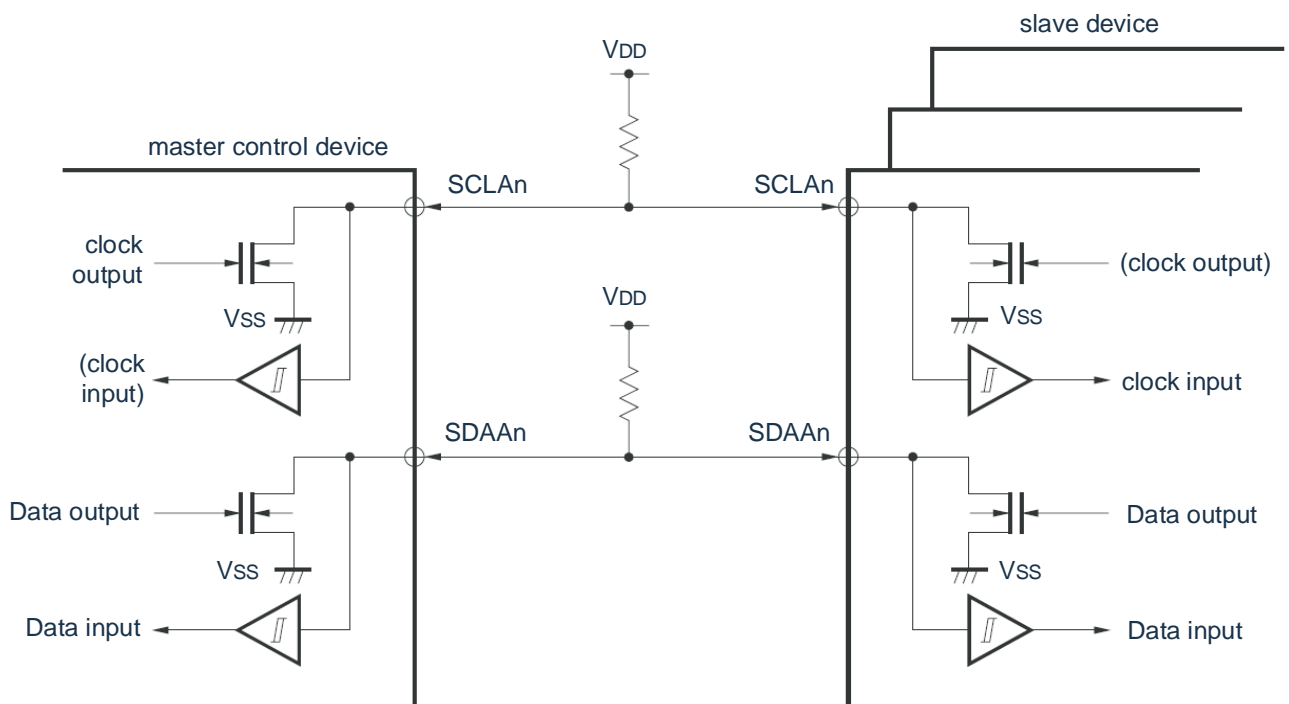 slave device
VDD
master control device
SCLAn
SCLAn
clock
output
(clock output)
VSS
VSS
VDD
(clock
input)
clock input
SDAAn
SDAAn
Data output
Data output
VSS
VSS
Data input
Data input